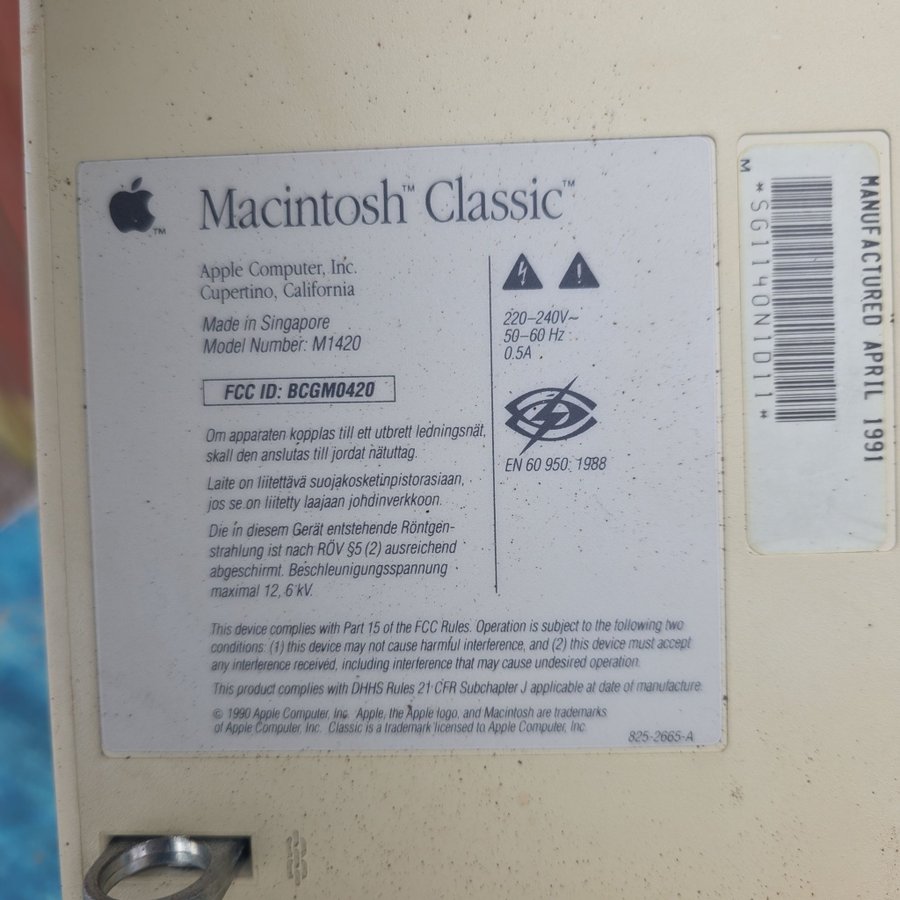 Macintosh™ Classic™
™
Apple Computer, Inc.
Cupertino, California
Made in Singapore
Model Number: M1420
FCC ID: BCGM0420
Om apparaten kopplas till ett utbrett ledningsnät,
skall den anslutas till jordat nätuttag.
Laite on liitettävä suojakosketinpistorasiaan,
jos se on liitetty laajaan johdinverkkoon.
Die in diesem Gerät entstehende Röntgen-
strahlung ist nach RÖV §5 (2) ausreichend
abgeschirmt. Beschleunigungsspannung
maximal 12, 6 kV.
220–240V~
50–60 Hz
0.5A
EN 60 950: 1988
This device complies with Part 15 of the FCC Rules. Operation is subject to the following two
conditions: (1) this device may not cause harmful interference, and (2) this device must accept
any interference received, including interference that may cause undesired operation.
This product complies with DHHS Rules 21 CFR Subchapter J applicable at date of manufacture.
© 1990 Apple Computer, Inc. Apple, the Apple logo, and Macintosh are trademarks
of Apple Computer, Inc. Classic is a trademark licensed to Apple Computer, Inc.
825-2665-A
MANUFACTURED APRIL 1991
M *SG1140N1D11*